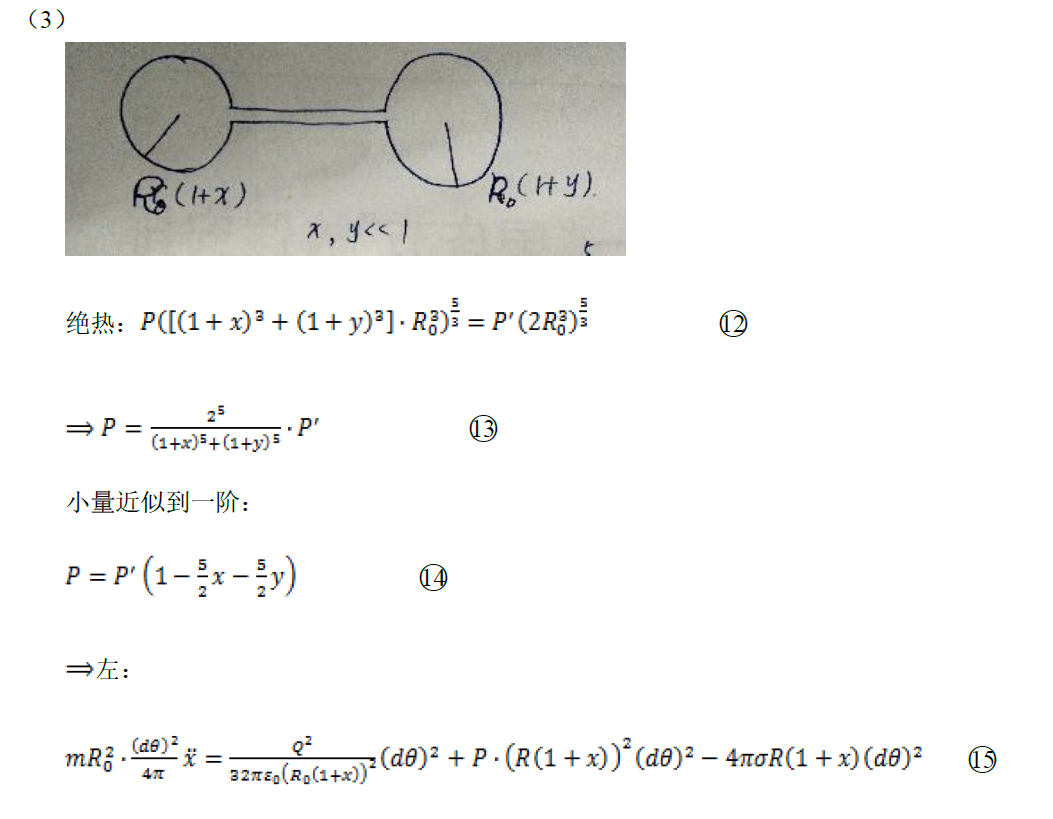 （3）
R₀(1+x)
R₀(1+y).
x, y<<1
绝热：P([(1 + x)³ + (1 + y)³]·R₀³)^(5/3) = P′(2R₀³)^(5/3) ⑫
⟹ P = 2⁵/((1+x)⁵+(1+y)⁵) · P′ ⑬
小量近似到一阶：
P = P′(1 − 5/2 x − 5/2 y) ⑭
⟹左：
mR₀² · (dθ)²/4π ẍ = Q²/(32πε₀(R₀(1+x))²) (dθ)² + P·(R(1 + x))²(dθ)² − 4πσR(1 + x)(dθ)² ⑮